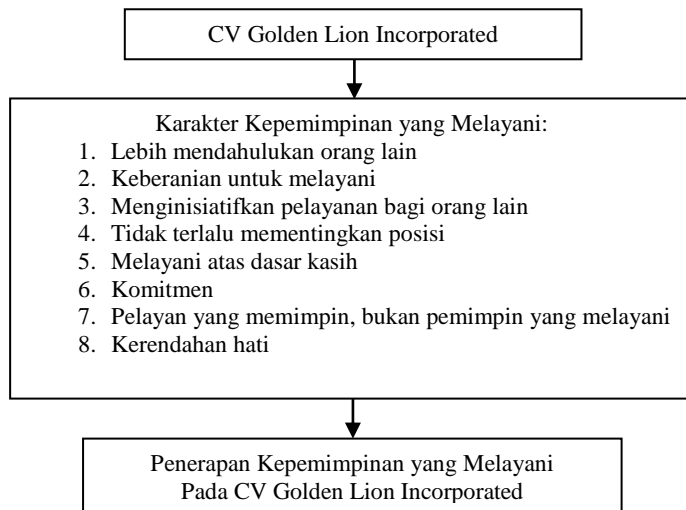 CV Golden Lion Incorporated
Karakter Kepemimpinan yang Melayani:
1. Lebih mendahulukan orang lain
2. Keberanian untuk melayani
3. Menginisiatifkan pelayanan bagi orang lain
4. Tidak terlalu mementingkan posisi
5. Melayani atas dasar kasih
6. Komitmen
7. Pelayan yang memimpin, bukan pemimpin yang melayani
8. Kerendahan hati
Penerapan Kepemimpinan yang Melayani
Pada CV Golden Lion Incorporated